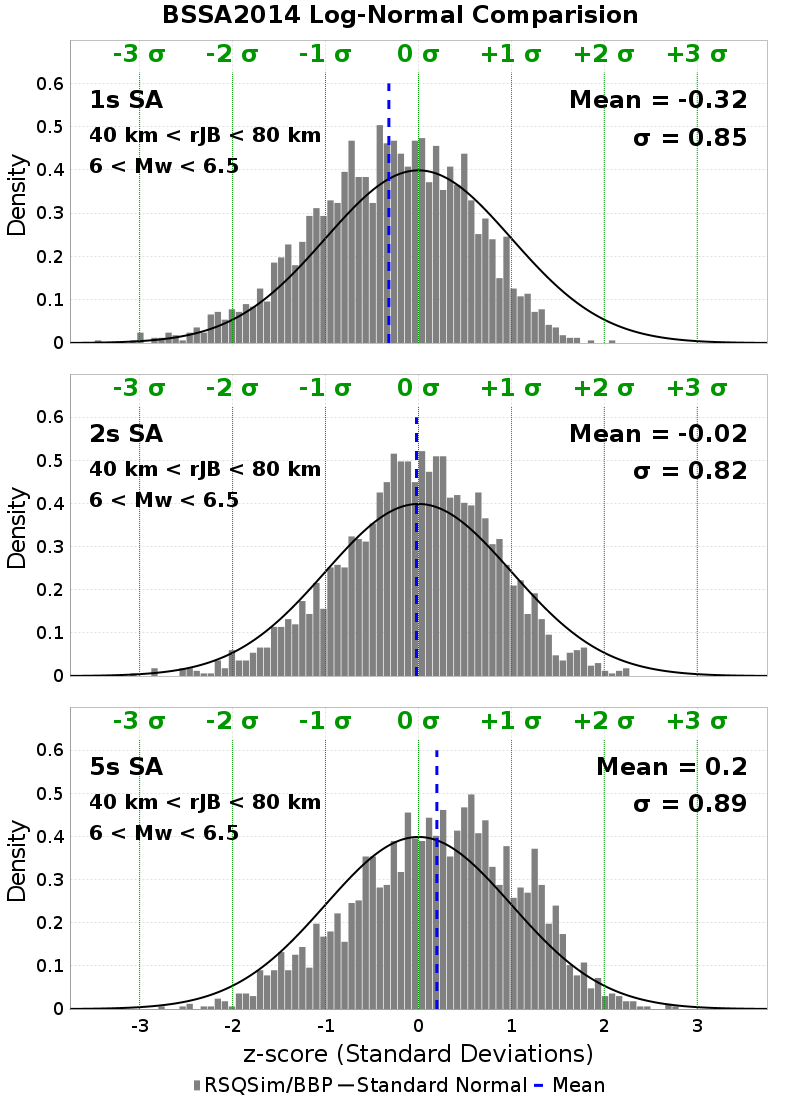 BSSA2014 Log-Normal Comparision
-3 σ -2 σ -1 σ 0 σ +1 σ +2 σ +3 σ
0.6
1s SA
Mean = -0.32
0.5
40 km < rJB < 80 km
σ = 0.85
6 < Mw < 6.5
0.4
Density
0.3
0.2
0.1
0
-3 σ -2 σ -1 σ 0 σ +1 σ +2 σ +3 σ
0.6
2s SA
Mean = -0.02
0.5
40 km < rJB < 80 km
σ = 0.82
6 < Mw < 6.5
0.4
Density
0.3
0.2
0.1
0
-3 σ -2 σ -1 σ 0 σ +1 σ +2 σ +3 σ
0.6
5s SA
Mean = 0.2
0.5
40 km < rJB < 80 km
σ = 0.89
6 < Mw < 6.5
0.4
Density
0.3
0.2
0.1
0
-3 -2 -1 0 1 2 3
z-score (Standard Deviations)
RSQSim/BBP Standard Normal Mean